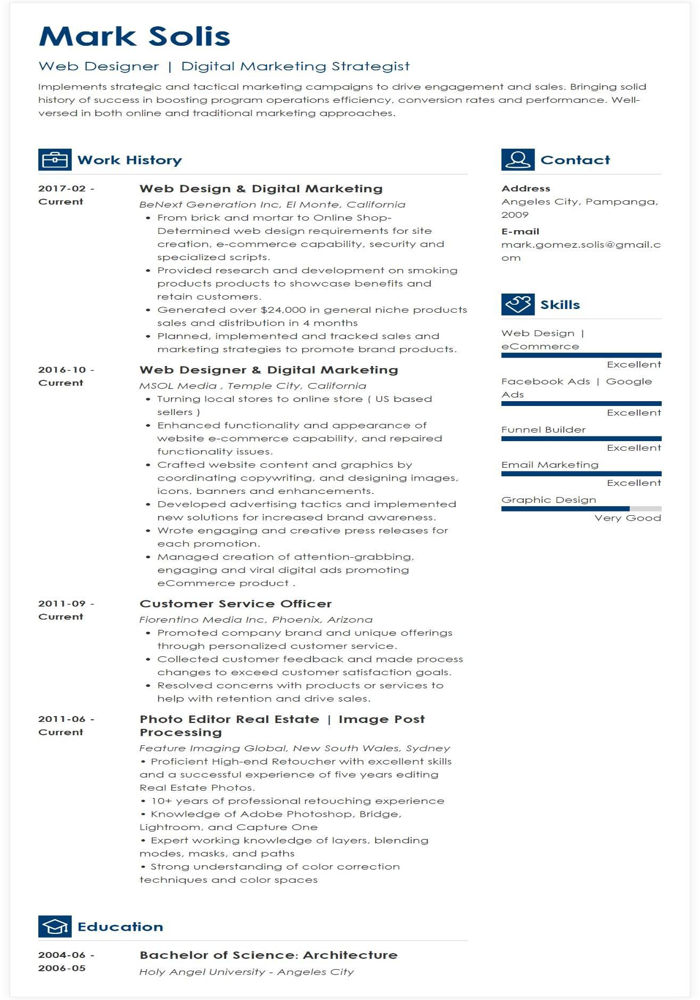 Mark Solis
Web Designer | Digital Marketing Strategist
Implements strategic and tactical marketing campaigns to drive engagement and sales. Bringing solid
history of success in boosting program operations efficiency, conversion rates and performance. Well-
versed in both online and traditional marketing approaches.
Work History
2017-02 -
Current
Web Design & Digital Marketing
BeNext Generation Inc, El Monte, California
• From brick and mortar to Online Shop-
Determined web design requirements for site
creation, e-commerce capability, security and
specialized scripts.
• Provided research and development on smoking
products products to showcase benefits and
retain customers.
• Generated over $24,000 in general niche products
sales and distribution in 4 months
• Planned, implemented and tracked sales and
marketing strategies to promote brand products.
2016-10 -
Current
Web Designer & Digital Marketing
MSOL Media , Temple City, California
• Turning local stores to online store ( US based
sellers )
• Enhanced functionality and appearance of
website e-commerce capability, and repaired
functionality issues.
• Crafted website content and graphics by
coordinating copywriting, and designing images,
icons, banners and enhancements.
• Developed advertising tactics and implemented
new solutions for increased brand awareness.
• Wrote engaging and creative press releases for
each promotion.
• Managed creation of attention-grabbing,
engaging and viral digital ads promoting
eCommerce product .
2011-09 -
Current
Customer Service Officer
Fiorentino Media Inc, Phoenix, Arizona
• Promoted company brand and unique offerings
through personalized customer service.
• Collected customer feedback and made process
changes to exceed customer satisfaction goals.
• Resolved concerns with products or services to
help with retention and drive sales.
2011-06 -
Current
Photo Editor Real Estate | Image Post
Processing
Feature Imaging Global, New South Wales, Sydney
• Proficient High-end Retoucher with excellent skills
and a successful experience of five years editing
Real Estate Photos.
• 10+ years of professional retouching experience
• Knowledge of Adobe Photoshop, Bridge,
Lightroom, and Capture One
• Expert working knowledge of layers, blending
modes, masks, and paths
• Strong understanding of color correction
techniques and color spaces
Education
2004-06 -
2006-05
Bachelor of Science: Architecture
Holy Angel University - Angeles City
Contact
Address
Angeles City, Pampanga,
2009
E-mail
mark.gomez.solis@gmail.c
om
Skills
Web Design |
eCommerce
Excellent
Facebook Ads | Google
Ads
Excellent
Funnel Builder
Excellent
Email Marketing
Excellent
Graphic Design
Very Good